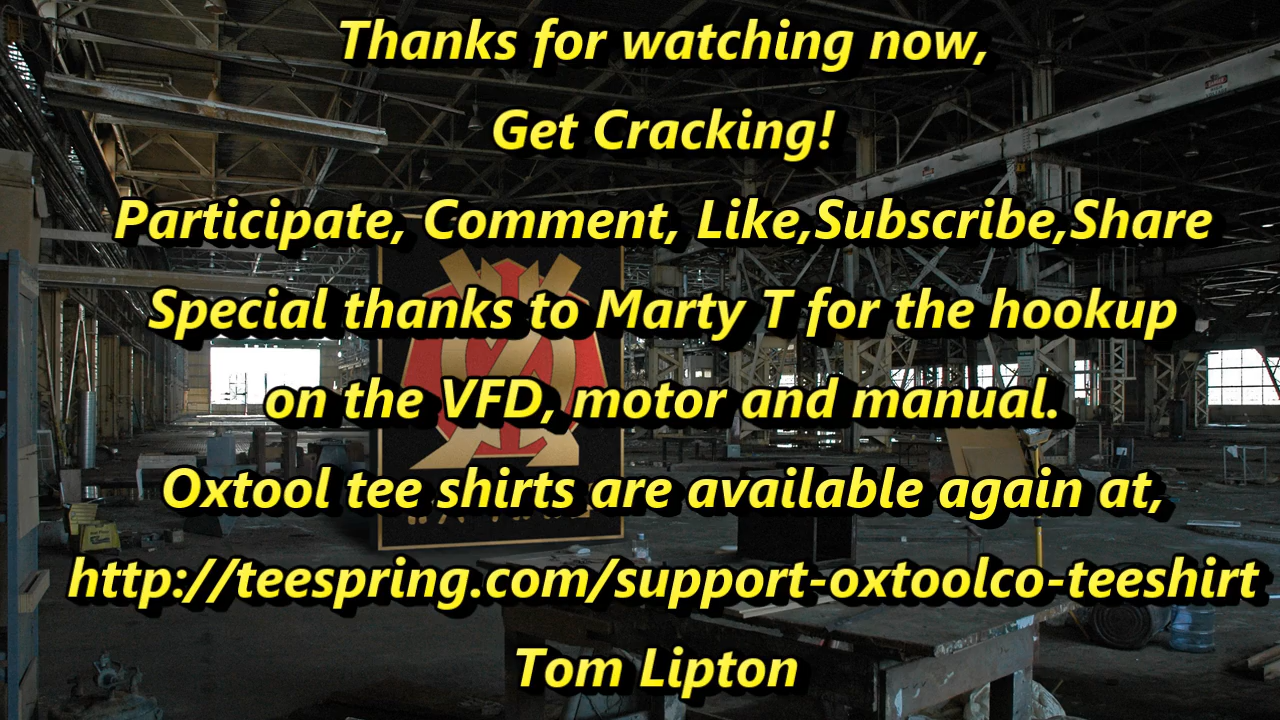 Thanks for watching now,
Get Cracking!
Participate, Comment, Like,Subscribe,Share
Special thanks to Marty T for the hookup
on the VFD, motor and manual.
Oxtool tee shirts are available again at,
http://teespring.com/support-oxtoolco-teeshirt
Tom Lipton